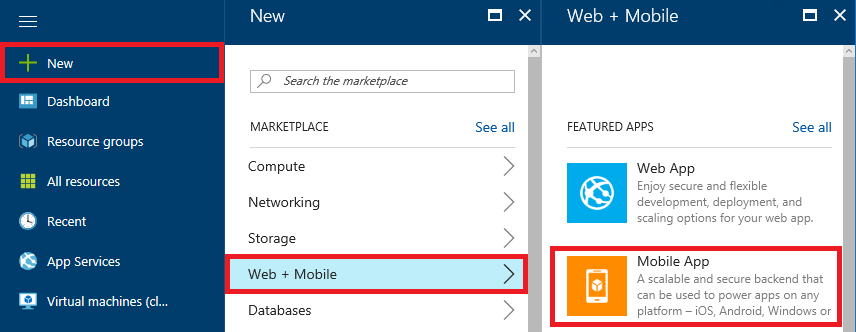 New
Dashboard
Resource groups
All resources
Recent
App Services
Virtual machines (cl...
New
Search the marketplace
MARKETPLACE See all
Compute
Networking
Storage
Web + Mobile
Databases
Web + Mobile
FEATURED APPS See all
Web App
Enjoy secure and flexible
development, deployment, and
scaling options for your web app.
Mobile App
A scalable and secure backend that
can be used to power apps on any
platform – iOS, Android, Windows or